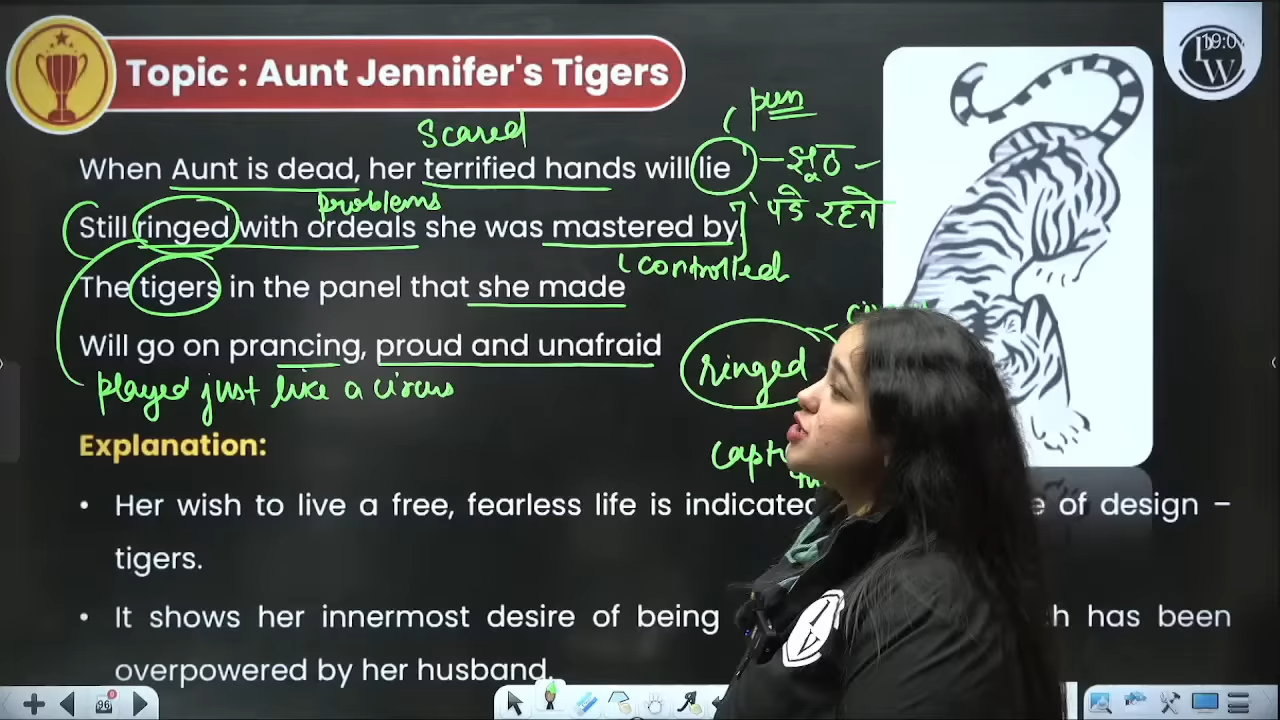 Topic : Aunt Jennifer's Tigers
pun
Scared
When Aunt is dead, her terrified hands will lie
झूठ
problems
पड़े रहने
Still ringed with ordeals she was mastered by
controlled
The tigers in the panel that she made
Will go on prancing, proud and unafraid
ringed
played just like a circus
Explanation:
• Her wish to live a free, fearless life is indicated of design –
tigers.
• It shows her innermost desire of being has been
overpowered by her husband.
96